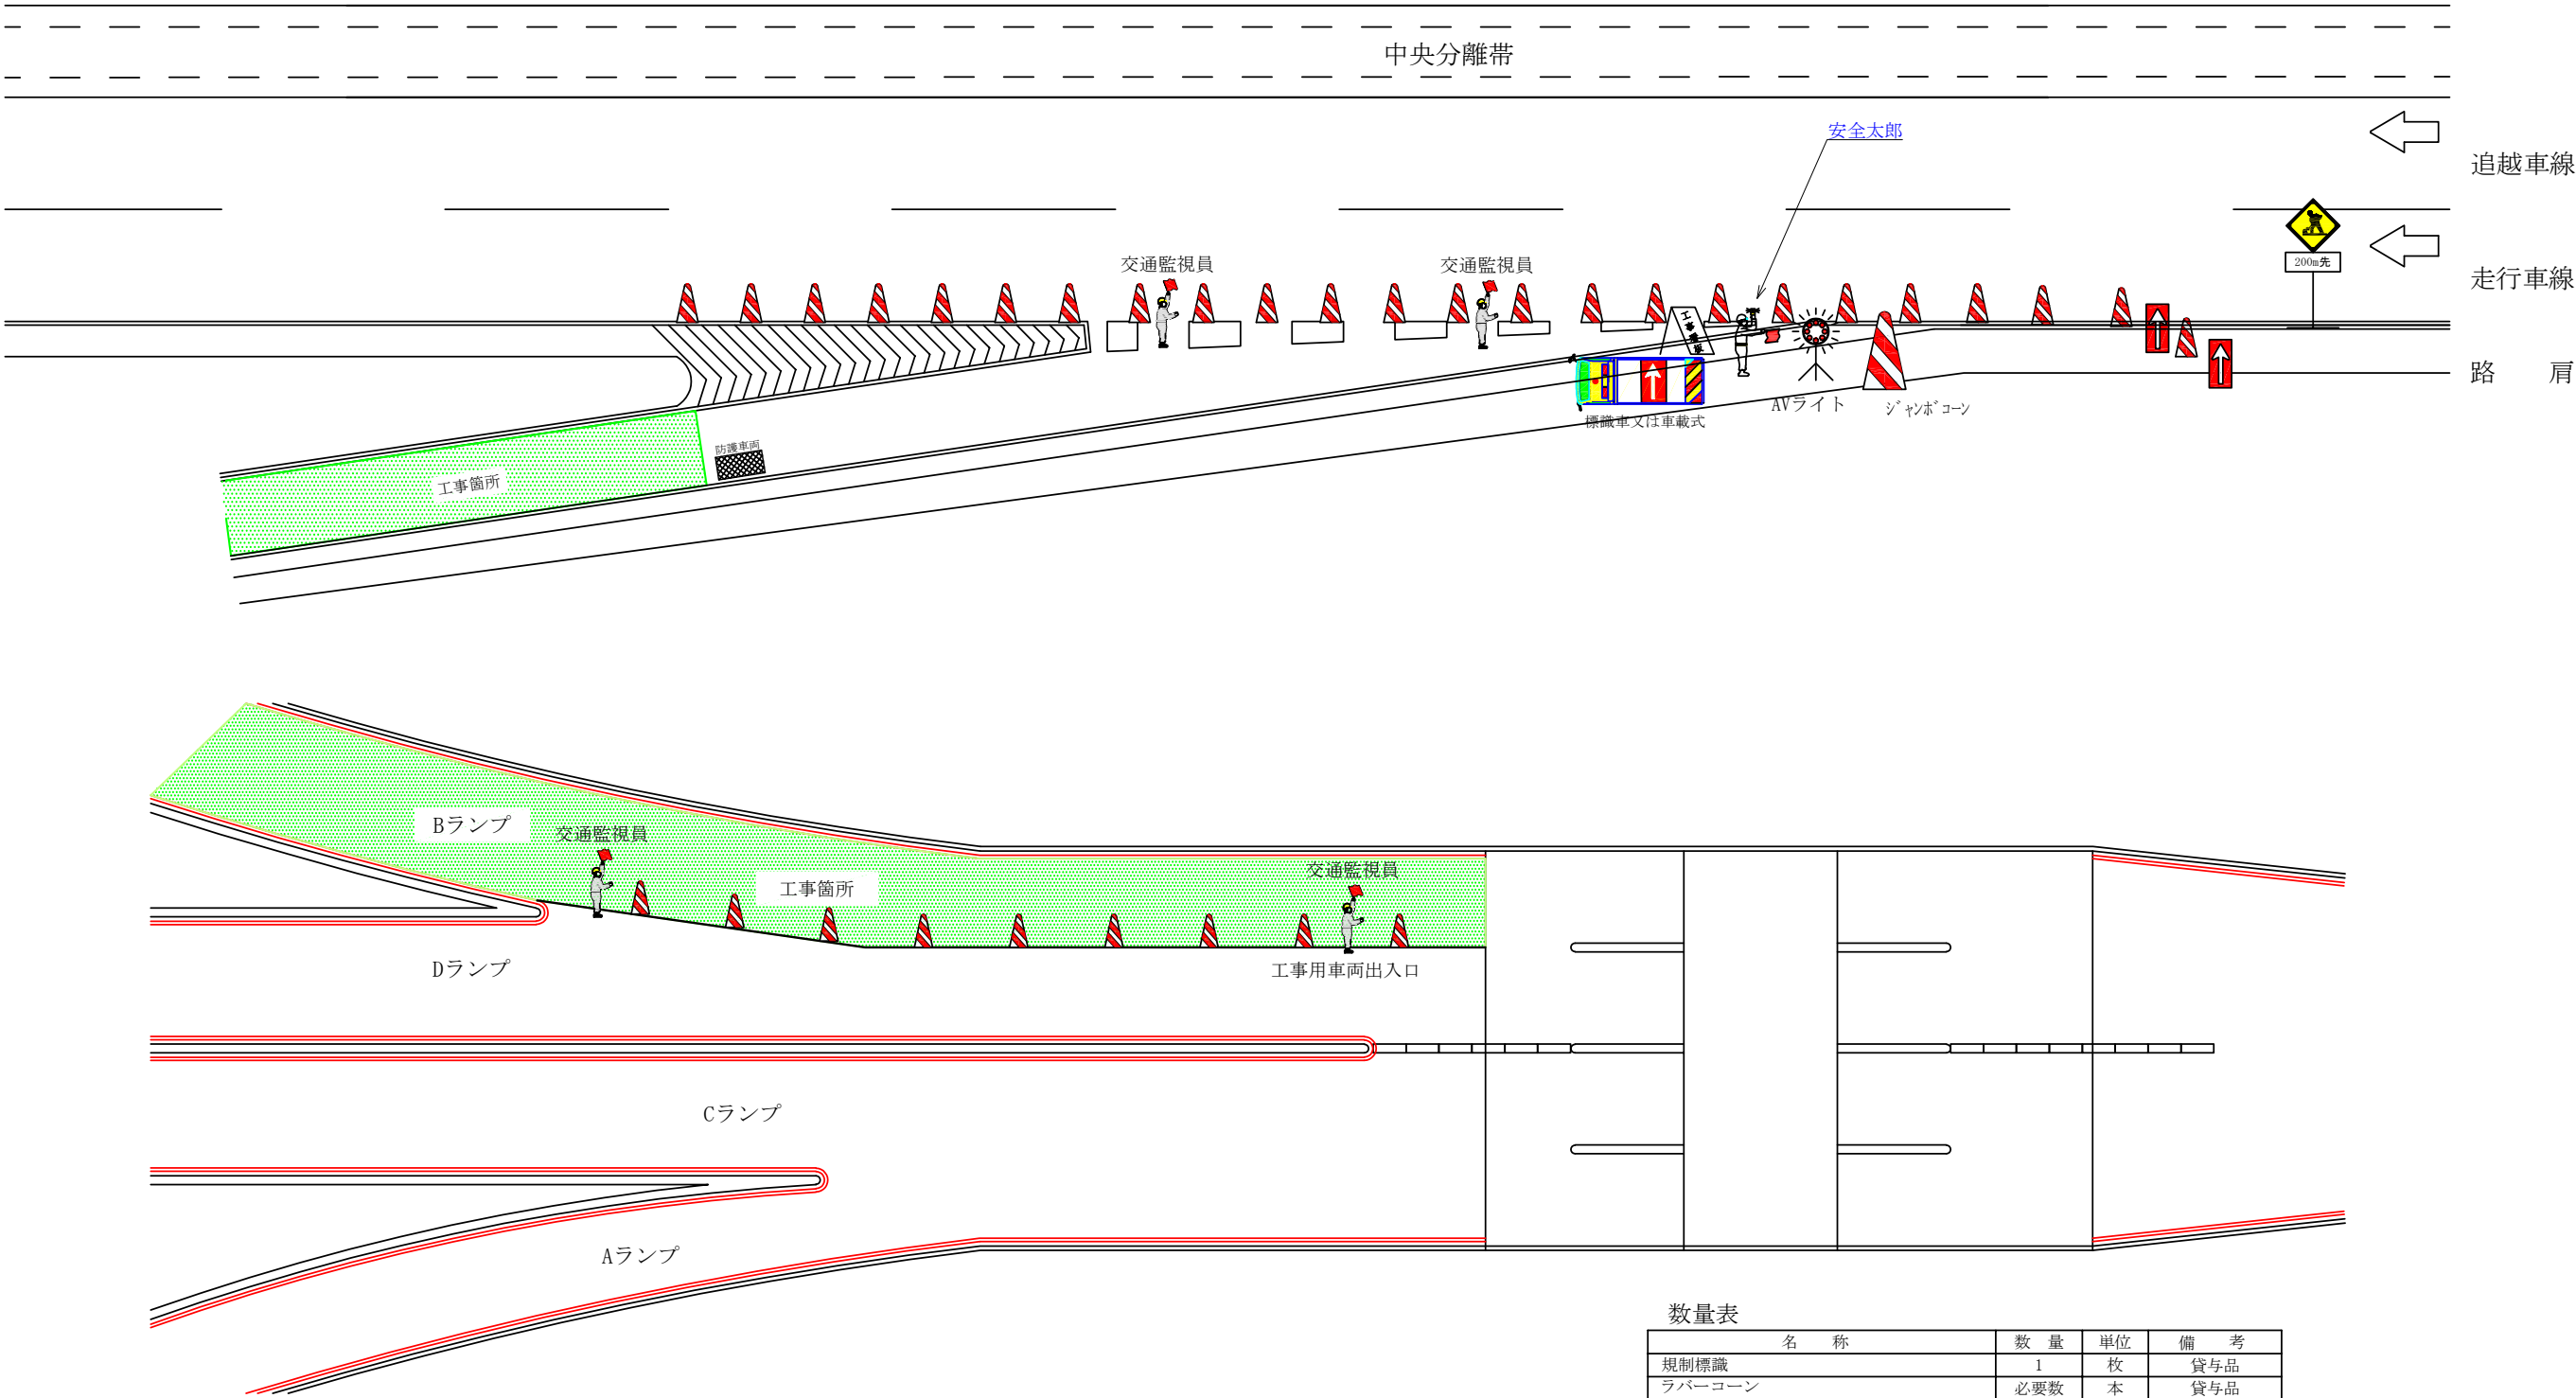 中央分離帯
安全太郎
追越車線
200m先
走行車線
交通監視員
交通監視員
路　　肩
工事看板
AVライト
ジャンボコーン
標識車又は車載式
防護車両
工事箇所
Bランプ
交通監視員
工事箇所
交通監視員
Dランプ
工事用車両出入口
Cランプ
Aランプ
数量表
名　称 数　量 単位 備　考
規制標識 1 枚 貸与品
ラバーコーン 必要数 本 貸与品